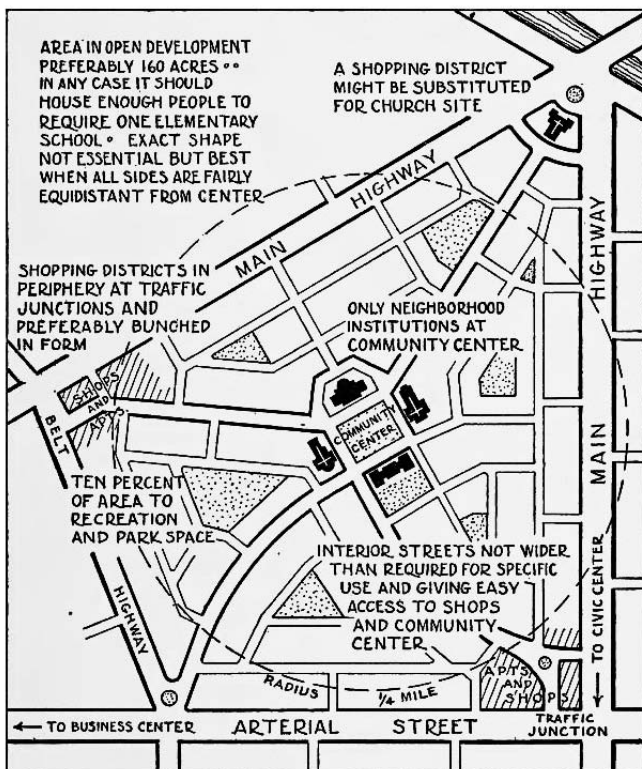 AREA IN OPEN DEVELOPMENT
PREFERABLY 160 ACRES • •
IN ANY CASE IT SHOULD
HOUSE ENOUGH PEOPLE TO
REQUIRE ONE ELEMENTARY
SCHOOL • EXACT SHAPE
NOT ESSENTIAL BUT BEST
WHEN ALL SIDES ARE FAIRLY
EQUIDISTANT FROM CENTER
A SHOPPING DISTRICT
MIGHT BE SUBSTITUTED
FOR CHURCH SITE
MAIN HIGHWAY
HIGHWAY
MAIN
SHOPPING DISTRICTS IN
PERIPHERY AT TRAFFIC
JUNCTIONS AND
PREFERABLY BUNCHED
IN FORM
ONLY NEIGHBORHOOD
INSTITUTIONS AT
COMMUNITY CENTER
SHOPS
AND
APTS
BELT
HIGHWAY
COMMUNITY
CENTER
TEN PERCENT
OF AREA TO
RECREATION
AND PARK SPACE
INTERIOR STREETS NOT WIDER
THAN REQUIRED FOR SPECIFIC
USE AND GIVING EASY
ACCESS TO SHOPS
AND COMMUNITY
CENTER
→ TO CIVIC CENTER
APTS.
AND
SHOPS
RADIUS 1/4 MILE
← TO BUSINESS CENTER
ARTERIAL STREET
TRAFFIC
JUNCTION